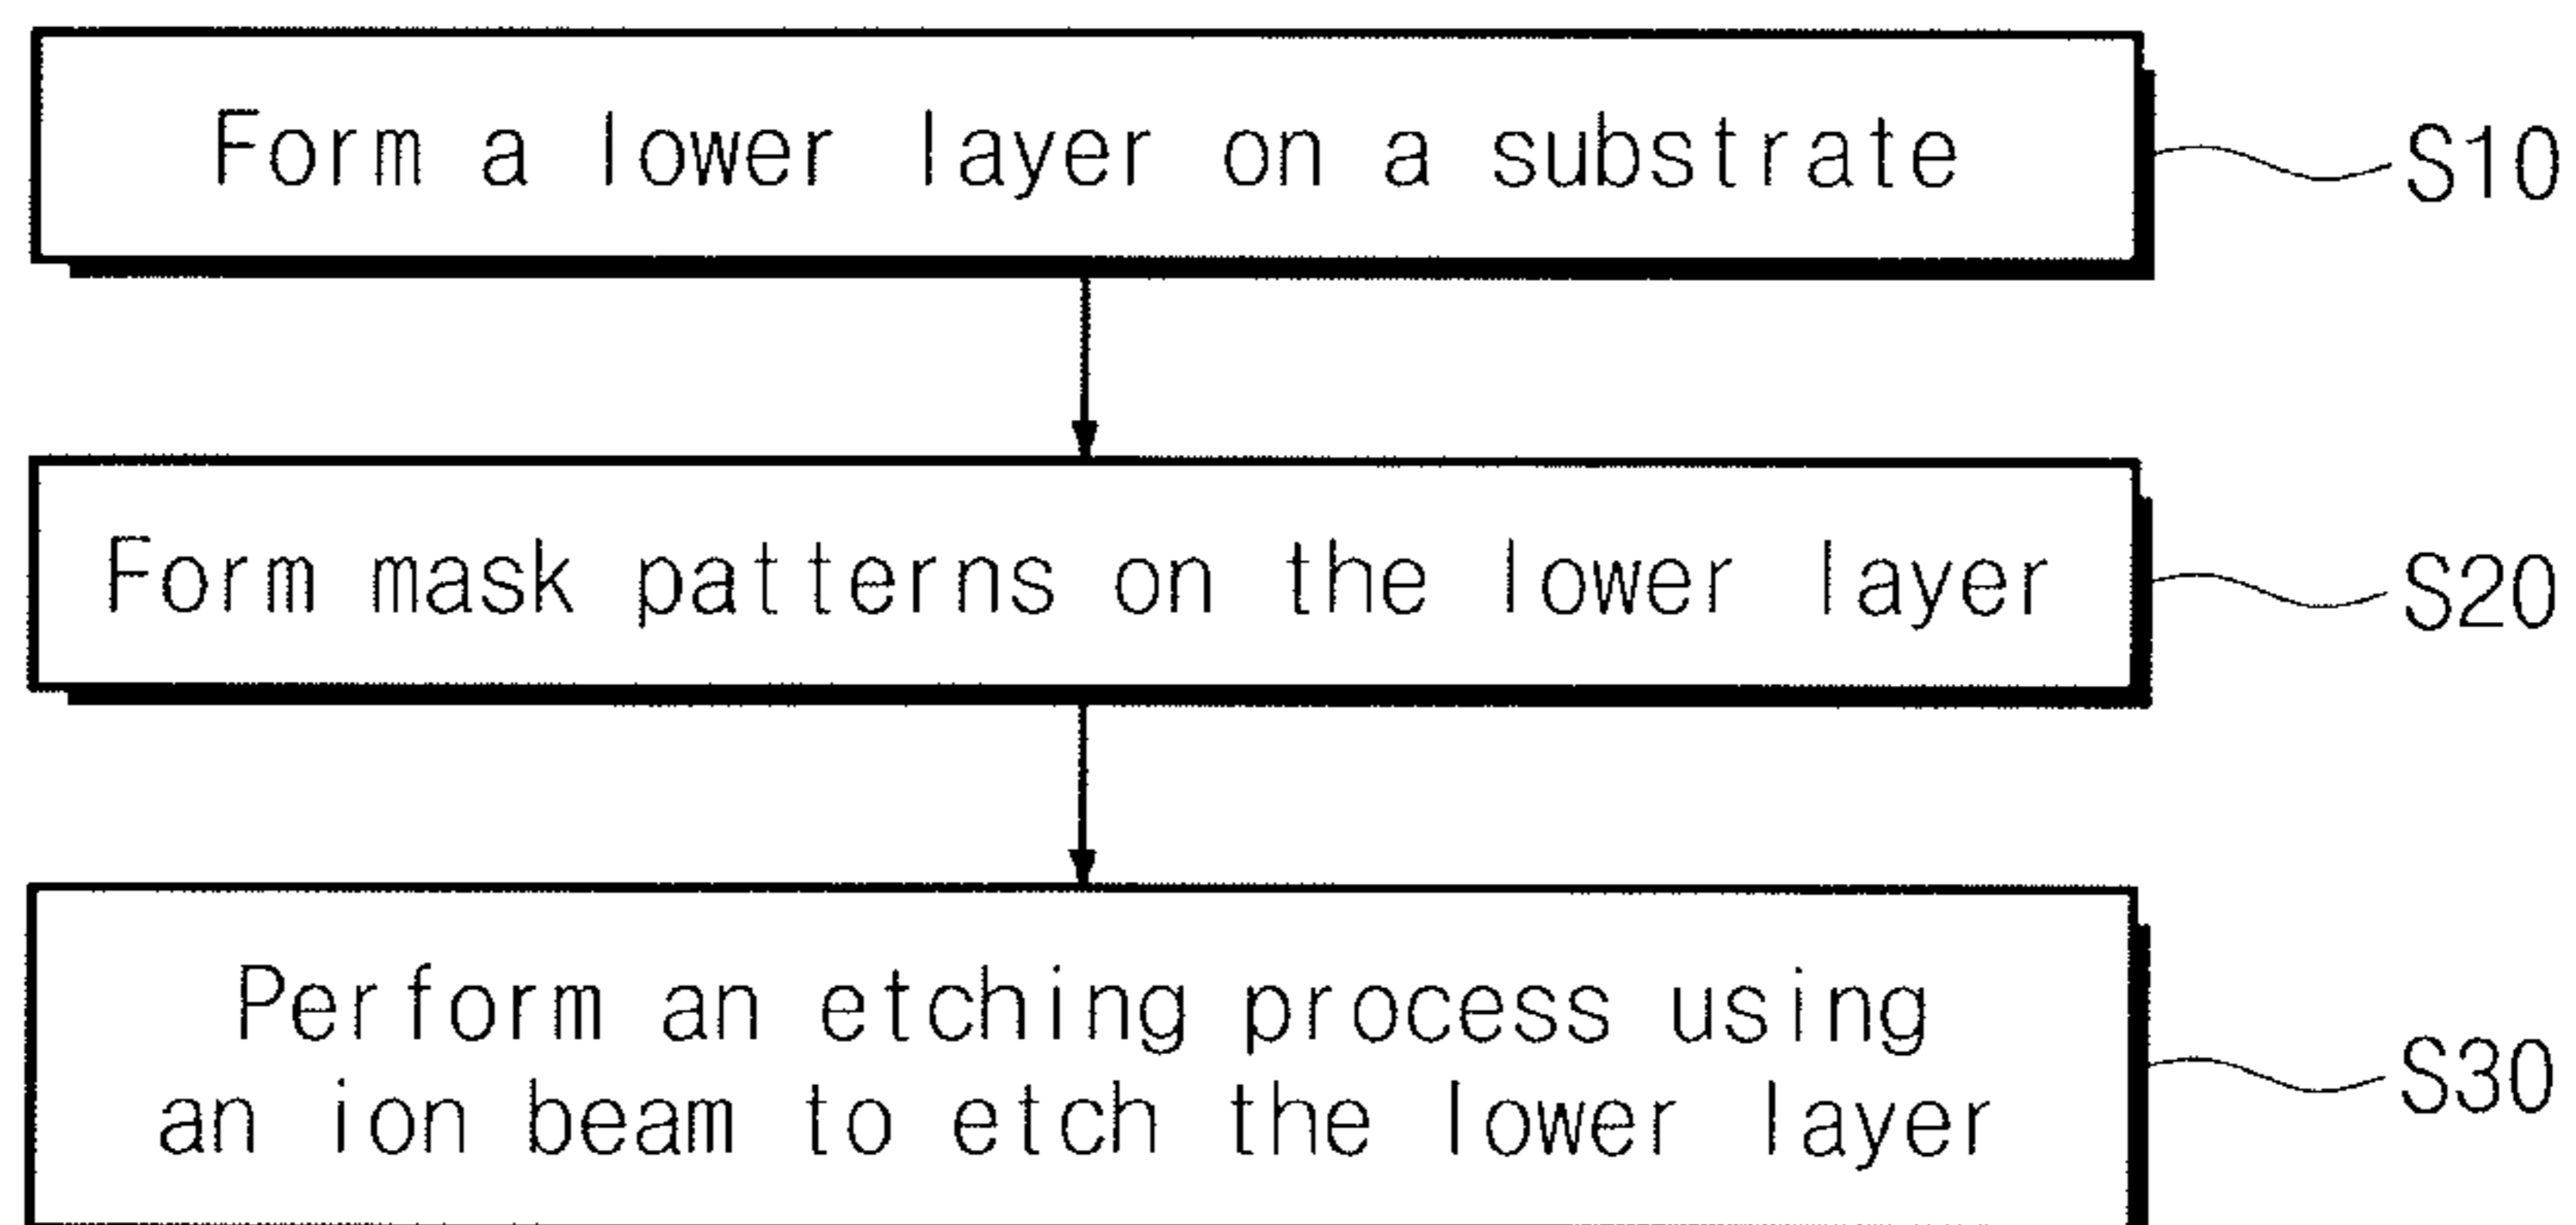 Form a lower layer on a substrate
S10
Form mask patterns on the lower layer
S20
Perform an etching process using
an ion beam to etch the lower layer
S30